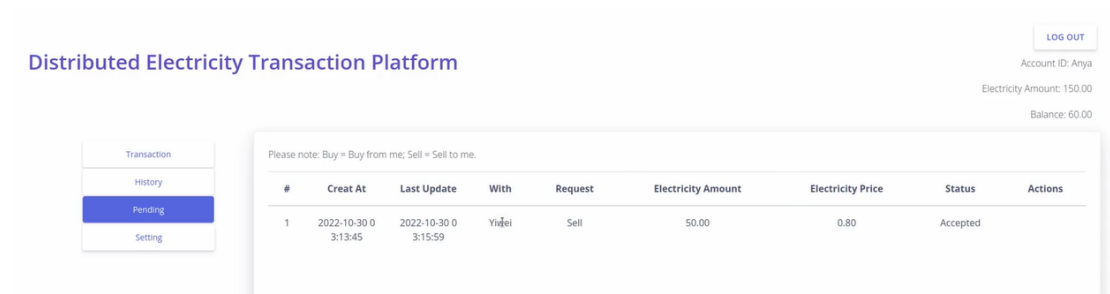 LOG OUT
Distributed Electricity Transaction Platform
Account ID: Anya
Electricity Amount: 150.00
Balance: 60.00
Transaction
History
Pending
Setting
Please note: Buy = Buy from me; Sell = Sell to me.
# Creat At Last Update With Request Electricity Amount Electricity Price Status Actions
1 2022-10-30 0 2022-10-30 0 Yiwei Sell 50.00 0.80 Accepted
3:13:45 3:15:59